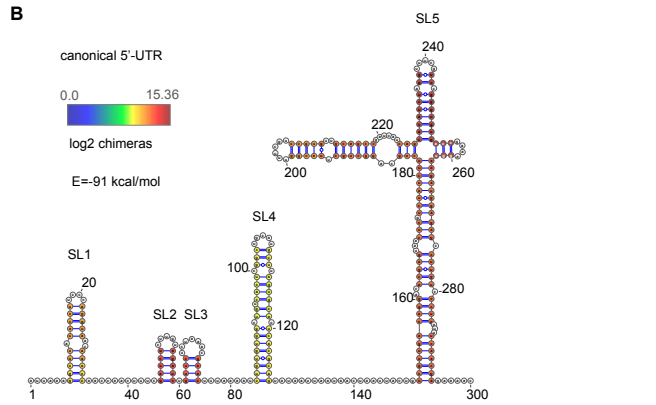 B
SL5
240
canonical 5'-UTR
0.0 15.36
log2 chimeras
E=-91 kcal/mol
220
200
180
260
SL4
SL1
100
20
160
280
SL2 SL3
120
1 40 60 80 140 300